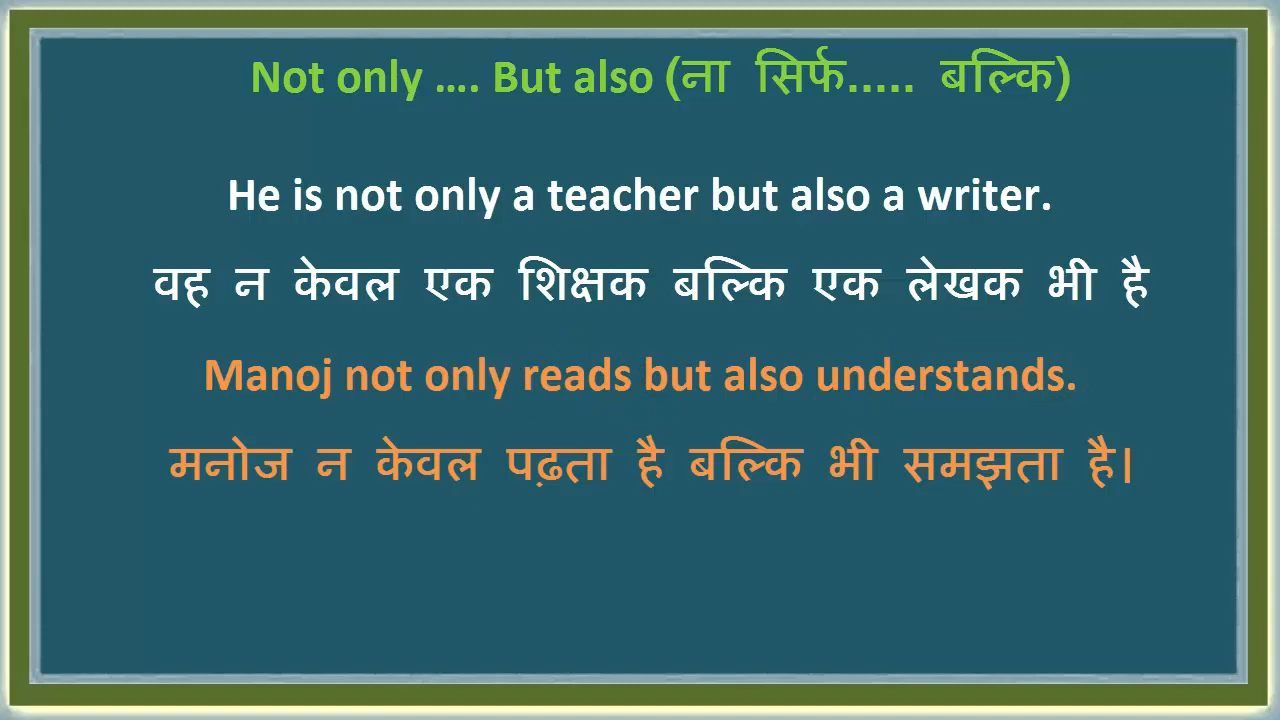 Not only .... But also (ना सिर्फ..... बल्कि)
He is not only a teacher but also a writer.
वह न केवल एक शिक्षक बल्कि एक लेखक भी है
Manoj not only reads but also understands.
मनोज न केवल पढ़ता है बल्कि भी समझता है।